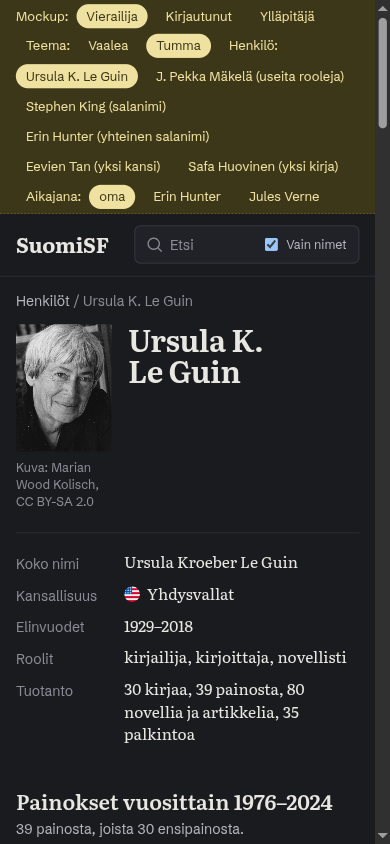 Mockup: Vierailija Kirjautunut Ylläpitäjä
Teema: Vaalea Tumma Henkilö:
Ursula K. Le Guin J. Pekka Mäkelä (useita rooleja)
Stephen King (salanimi)
Erin Hunter (yhteinen salanimi)
Eevien Tan (yksi kansi) Safa Huovinen (yksi kirja)
Aikajana: oma Erin Hunter Jules Verne
SuomiSF Etsi Vain nimet
Henkilöt / Ursula K. Le Guin
Ursula K.
Le Guin
Kuva: Marian
Wood Kolisch,
CC BY-SA 2.0
Koko nimi Ursula Kroeber Le Guin
Kansallisuus Yhdysvallat
Elinvuodet 1929–2018
Roolit kirjailija, kirjoittaja, novellisti
Tuotanto 30 kirjaa, 39 painosta, 80
novellia ja artikkelia, 35
palkintoa
Painokset vuosittain 1976–2024
39 painosta, joista 30 ensipainosta.